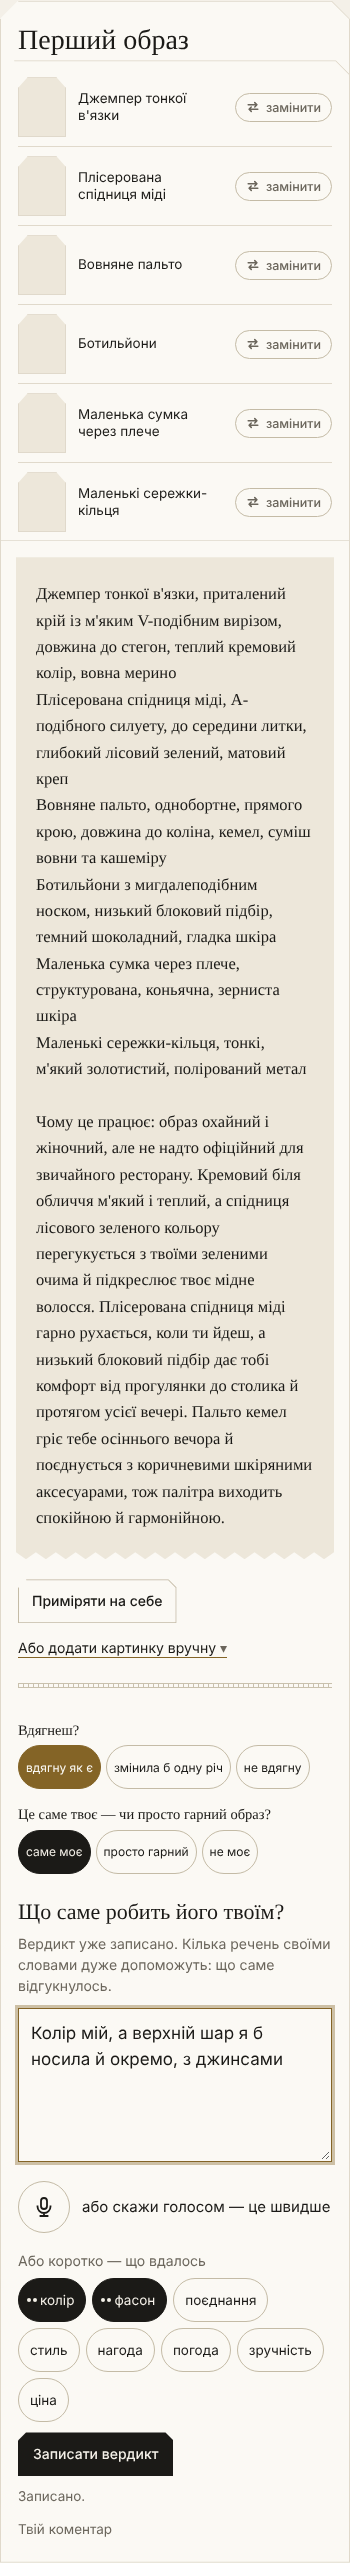 Перший образ
Джемпер тонкої
в'язки
замінити
Плісерована
спідниця міді
замінити
Вовняне пальто
замінити
Ботильйони
замінити
Маленька сумка
через плече
замінити
Маленькі сережки-
кільця
замінити
Джемпер тонкої в'язки, приталений
крій із м'яким V-подібним вирізом,
довжина до стегон, теплий кремовий
колір, вовна мерино
Плісерована спідниця міді, А-
подібного силуету, до середини литки,
глибокий лісовий зелений, матовий
креп
Вовняне пальто, однобортне, прямого
крою, довжина до коліна, кемел, суміш
вовни та кашеміру
Ботильйони з мигдалеподібним
носком, низький блоковий підбір,
темний шоколадний, гладка шкіра
Маленька сумка через плече,
структурована, коньячна, зерниста
шкіра
Маленькі сережки-кільця, тонкі,
м'який золотистий, полірований метал
Чому це працює: образ охайний і
жіночний, але не надто офіційний для
звичайного ресторану. Кремовий біля
обличчя м'який і теплий, а спідниця
лісового зеленого кольору
перегукується з твоїми зеленими
очима й підкреслює твоє мідне
волосся. Плісерована спідниця міді
гарно рухається, коли ти йдеш, а
низький блоковий підбір дає тобі
комфорт від прогулянки до столика й
протягом усієї вечері. Пальто кемел
гріє тебе осіннього вечора й
поєднується з коричневими шкіряними
аксесуарами, тож палітра виходить
спокійною й гармонійною.
Приміряти на себе
Або додати картинку вручну ▾
Вдягнеш?
вдягну як є
змінила б одну річ
не вдягну
Це саме твоє — чи просто гарний образ?
саме моє
просто гарний
не моє
Що саме робить його твоїм?
Вердикт уже записано. Кілька речень своїми
словами дуже допоможуть: що саме
відгукнулось.
Колір мій, а верхній шар я б
носила й окремо, з джинсами
або скажи голосом — це швидше
Або коротко — що вдалось
колір
фасон
поєднання
стиль
нагода
погода
зручність
ціна
Записати вердикт
Записано.
Твій коментар